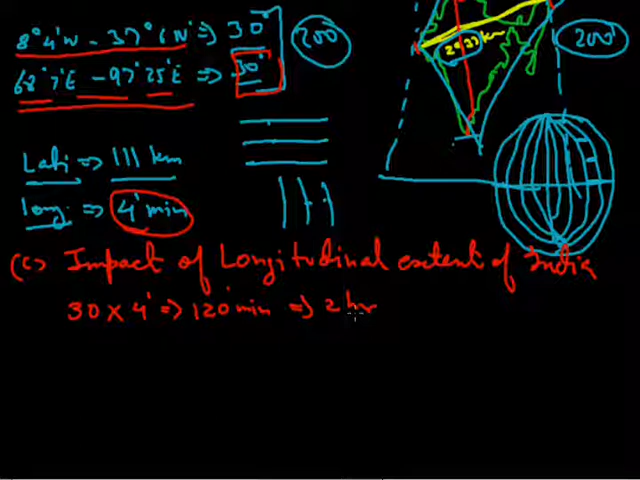 8°4'N - 37°6'N ⇒ 30°
200'
68°7'E - 97°25'E ⇒ 30°
2933 km
200'
Lati ⇒ 111 km
long. ⇒ 4' min
(c) Impact of Longitudinal extent of India
30 x 4' ⇒ 120' min ⇒ 2 hr